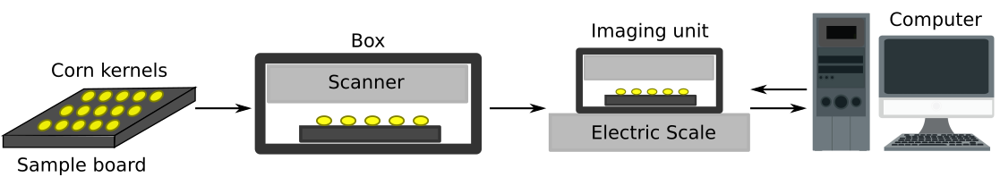 Corn kernels
Sample board
Box
Scanner
Imaging unit
Electric Scale
Computer